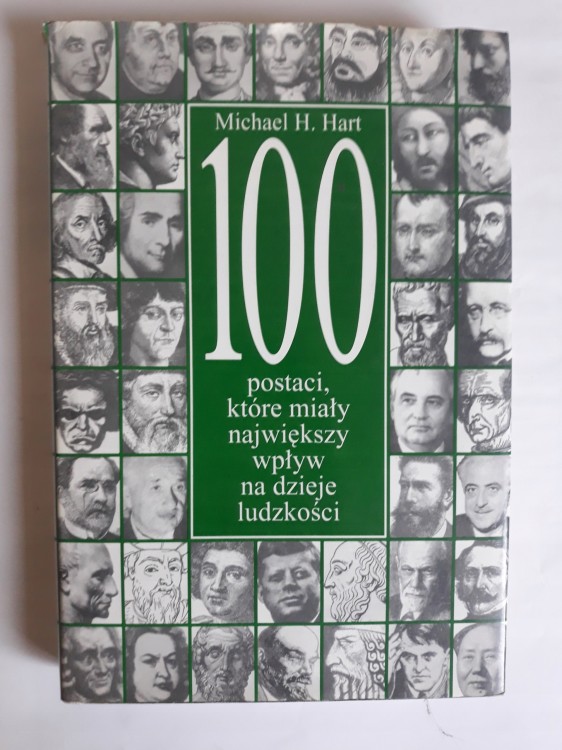 Michael H. Hart
100
postaci,
które miały
największy
wpływ
na dzieje
ludzkości